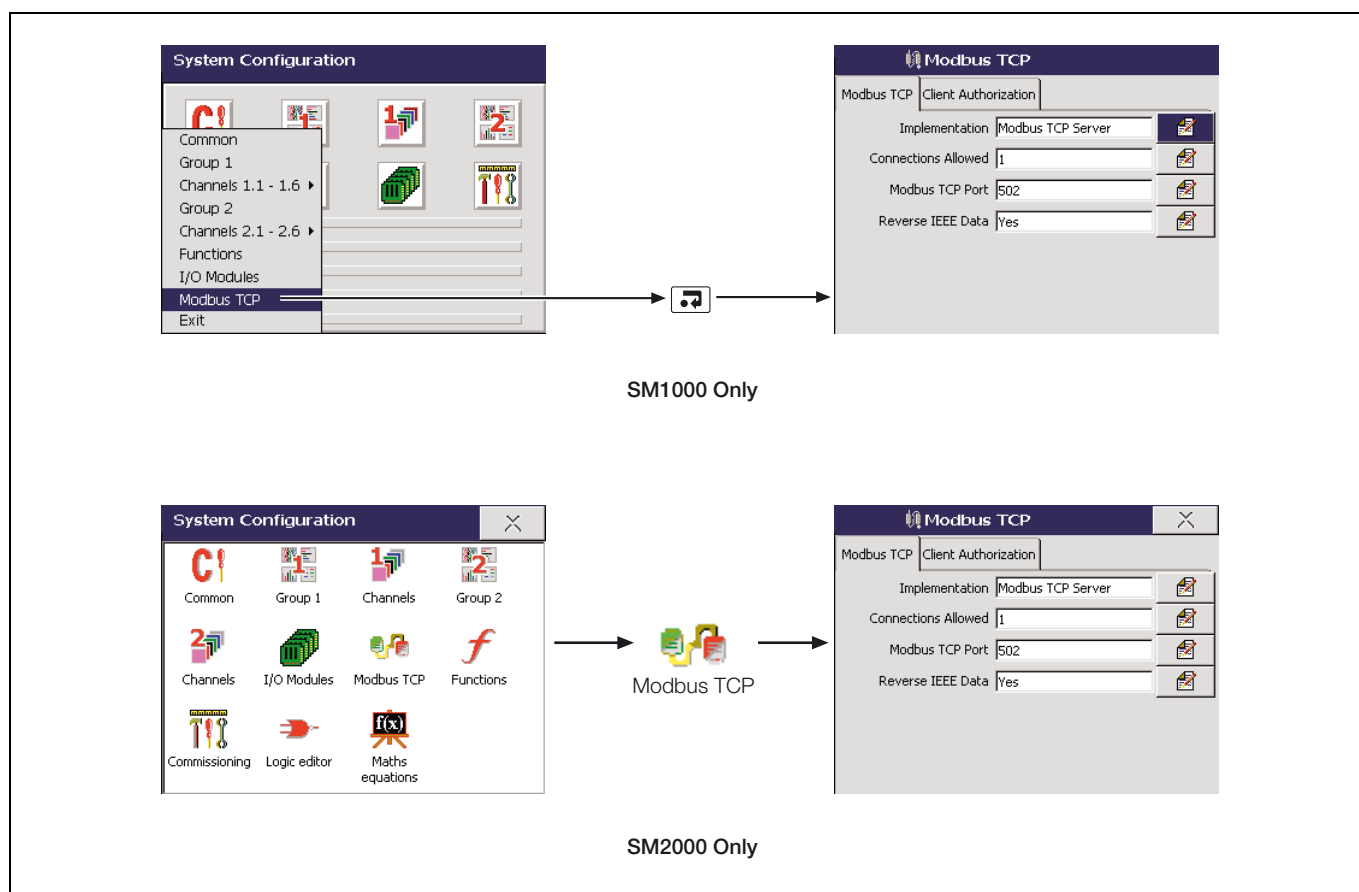 System Configuration
Common
Group 1
Channels 1.1 - 1.6
Group 2
Channels 2.1 - 2.6
Functions
I/O Modules
Modbus TCP
Exit
Modbus TCP
Modbus TCP Client Authorization
Implementation Modbus TCP Server
Connections Allowed 1
Modbus TCP Port 502
Reverse IEEE Data Yes
SM1000 Only
System Configuration
Common Group 1 Channels Group 2
Channels I/O Modules Modbus TCP Functions
Commissioning Logic editor Maths equations
Modbus TCP
Modbus TCP
Modbus TCP Client Authorization
Implementation Modbus TCP Server
Connections Allowed 1
Modbus TCP Port 502
Reverse IEEE Data Yes
SM2000 Only